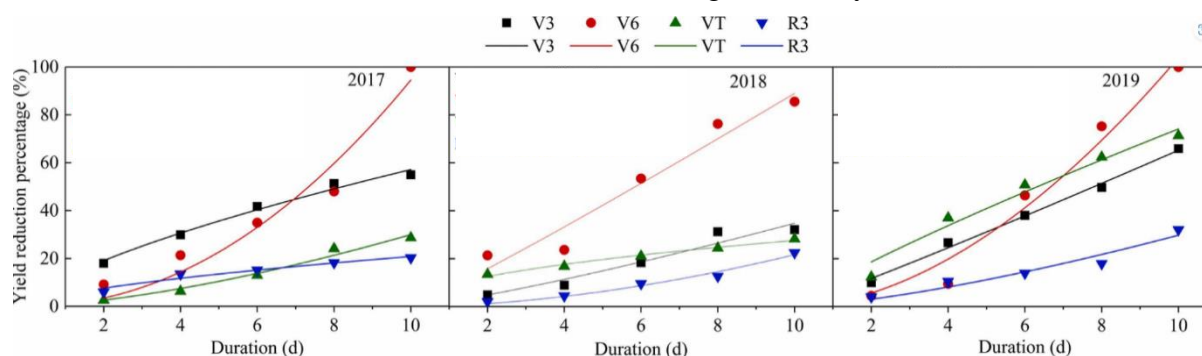 V3 V6 VT R3
V3 V6 VT R3
Yield reduction percentage (%)
100
80
60
40
20
0
2017
2 4 6 8 10
Duration (d)
2018
2 4 6 8 10
Duration (d)
2019
2 4 6 8 10
Duration (d)